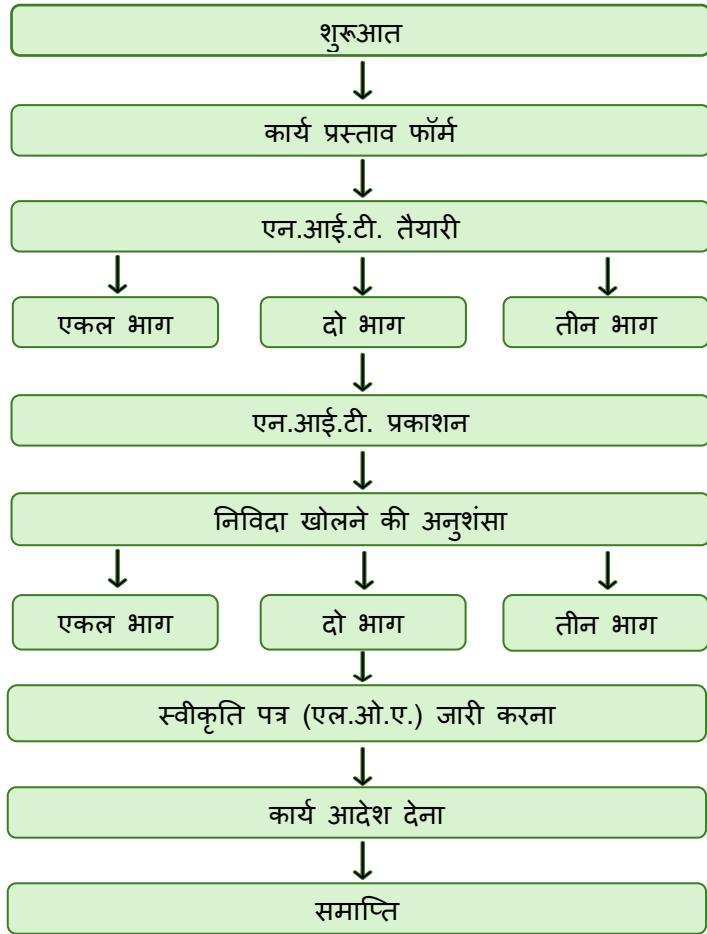 शुरूआत
कार्य प्रस्ताव फॉर्म
एन.आई.टी. तैयारी
एकल भाग
दो भाग
तीन भाग
एन.आई.टी. प्रकाशन
निविदा खोलने की अनुशंसा
एकल भाग
दो भाग
तीन भाग
स्वीकृति पत्र (एल.ओ.ए.) जारी करना
कार्य आदेश देना
समाप्ति